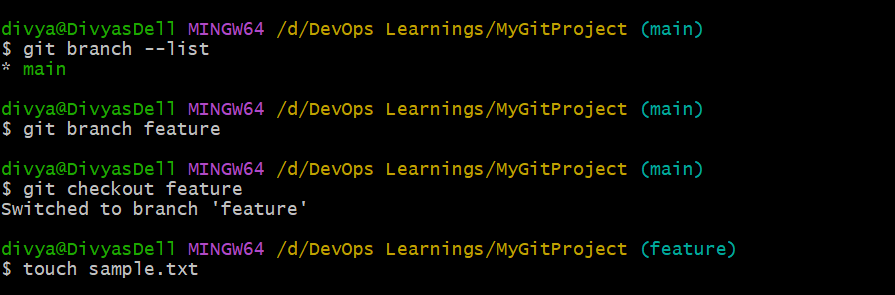 divya@DivyasDell MINGW64 /d/DevOps Learnings/MyGitProject (main)
$ git branch --list
* main
divya@DivyasDell MINGW64 /d/DevOps Learnings/MyGitProject (main)
$ git branch feature
divya@DivyasDell MINGW64 /d/DevOps Learnings/MyGitProject (main)
$ git checkout feature
Switched to branch 'feature'
divya@DivyasDell MINGW64 /d/DevOps Learnings/MyGitProject (feature)
$ touch sample.txt